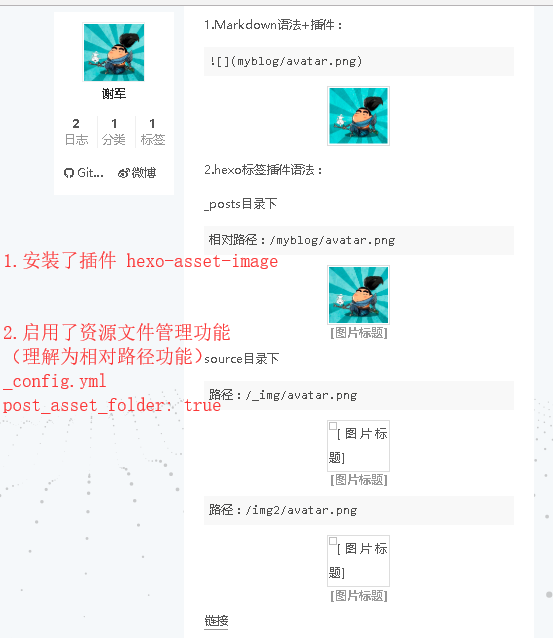 谢军
2 1 1
日志 分类 标签
Git... 微博
1.Markdown语法+插件：
![](myblog/avatar.png)
2.hexo标签插件语法：
_posts目录下
相对路径：/myblog/avatar.png
[图片标题]
source目录下
路径：/_img/avatar.png
[图片标
题]
[图片标题]
路径：/img2/avatar.png
[图片标
题]
[图片标题]
链接
1.安装了插件 hexo-asset-image
2.启用了资源文件管理功能
（理解为相对路径功能）
_config.yml
post_asset_folder: true